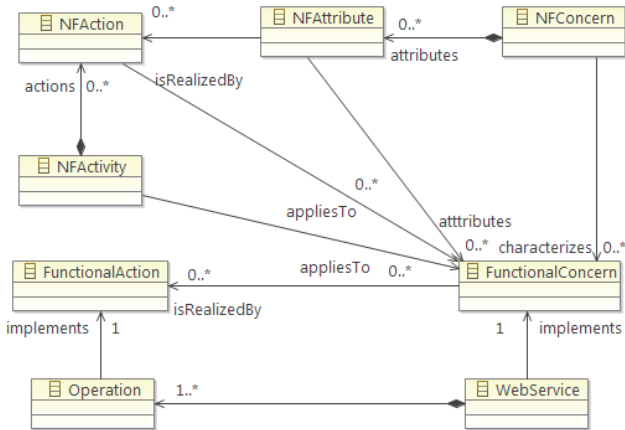 NFAction
0..*
NFAttribute
0..*
NFConcern
attributes
isRealizedBy
actions
0..*
NFActivity
0..*
appliesTo
atttributes
0..*
characterizes
0..*
FunctionalAction
0..*
appliesTo
0..*
FunctionalConcern
isRealizedBy
implements
1
1
implements
Operation
1..*
WebService